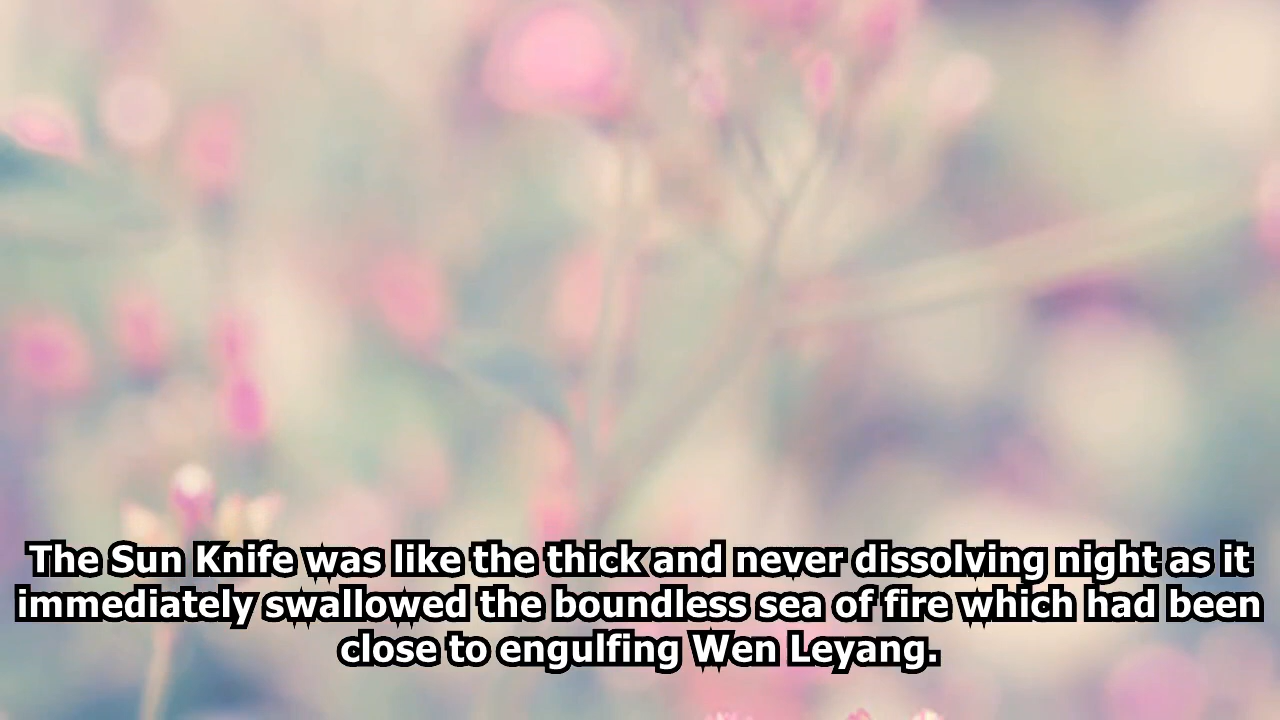 The Sun Knife was like the thick and never dissolving night as it
immediately swallowed the boundless sea of fire which had been
close to engulfing Wen Leyang.